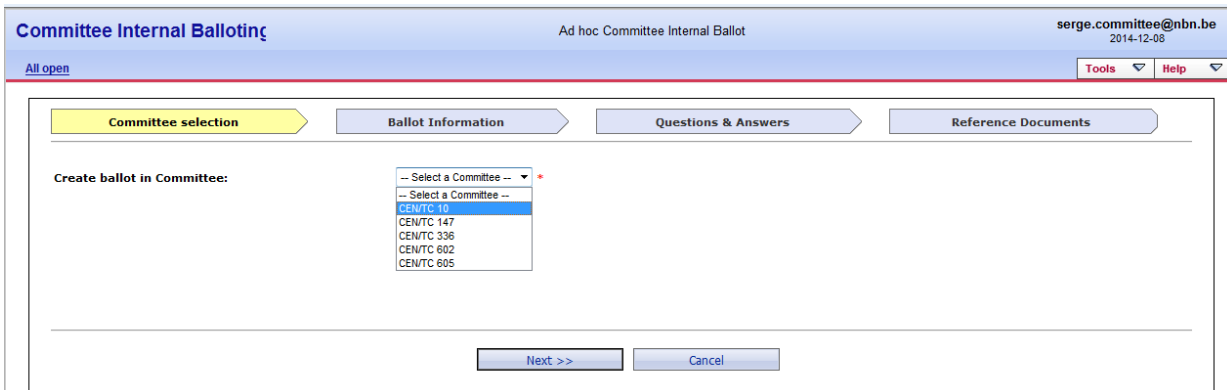 Committee Internal Balloting
Ad hoc Committee Internal Ballot
serge.committee@nbn.be
2014-12-08
All open
Tools
Help
Committee selection
Ballot Information
Questions & Answers
Reference Documents
Create ballot in Committee:
-- Select a Committee -- *
-- Select a Committee --
CEN/TC 10
CEN/TC 147
CEN/TC 336
CEN/TC 602
CEN/TC 605
Next >>
Cancel